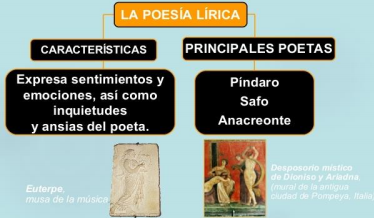 LA POESÍA LÍRICA
CARACTERÍSTICAS
PRINCIPALES POETAS
Expresa sentimientos y
emociones, así como
inquietudes
y ansias del poeta.
Píndaro
Safo
Anacreonte
Euterpe,
musa de la música
Desposorio místico
de Dioniso y Ariadna,
(mural de la antigua
ciudad de Pompeya, Italia)